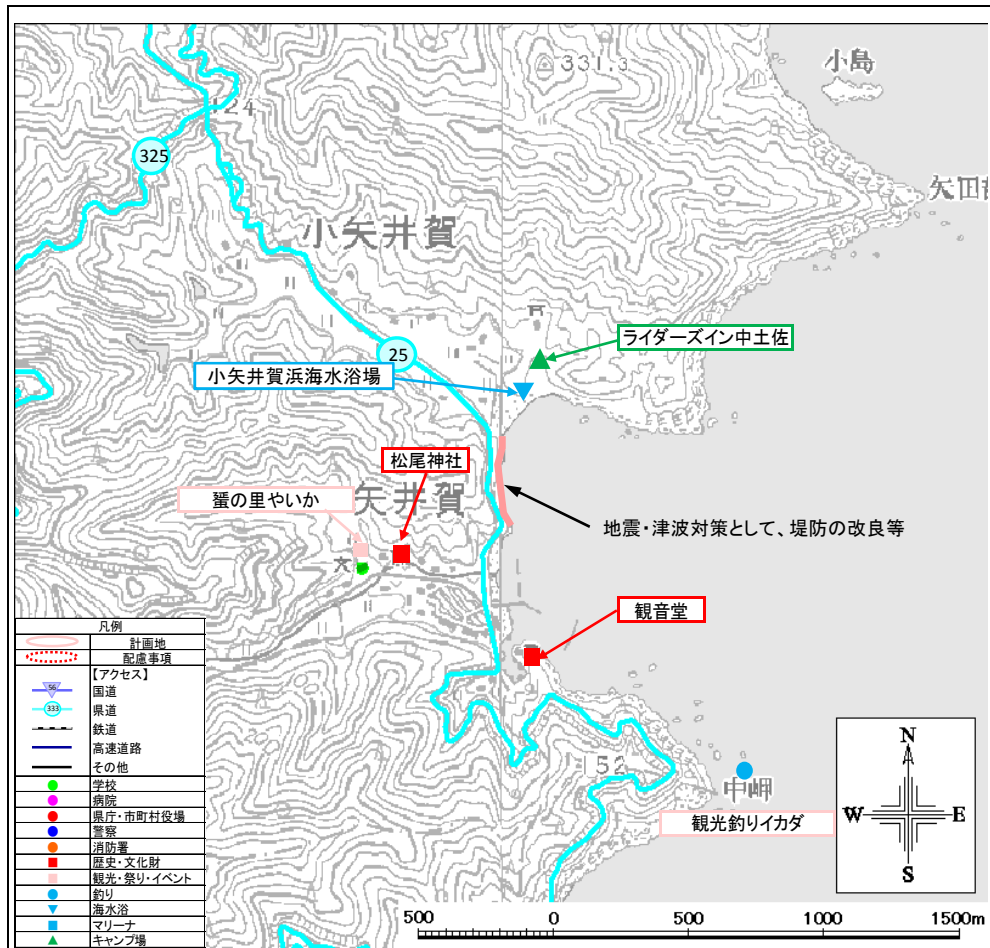 331.3
小島
124
325
矢田部
小矢井賀
ライダーズイン中土佐
25
小矢井賀浜海水浴場
松尾神社
蜑の里やいか
矢井賀
地震・津波対策として、堤防の改良等
文
観音堂
凡例
計画地
配慮事項
【アクセス】
56
国道
333
県道
鉄道
高速道路
その他
学校
病院
県庁・市町村役場
警察
消防署
歴史・文化財
観光・祭り・イベント
釣り
海水浴
マリーナ
キャンプ場
152
中岬
観光釣りイカダ
N
W
E
S
500
0
500
1000
1500m